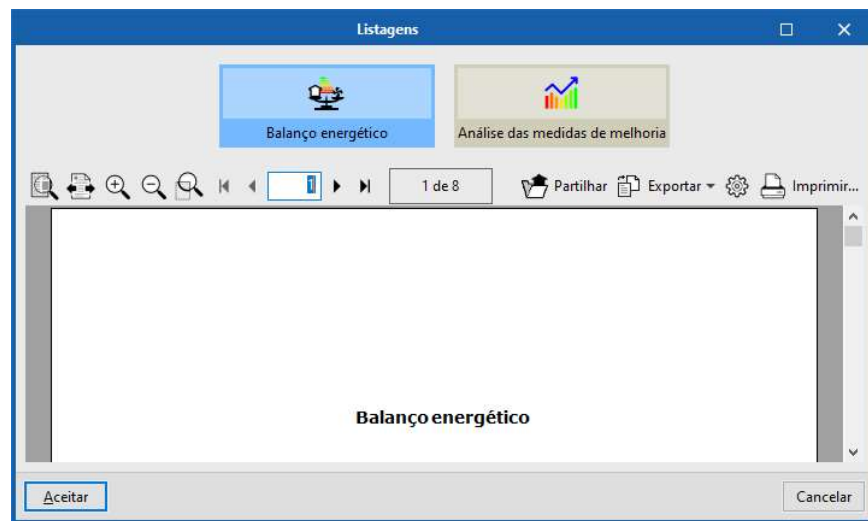 Listagens
Balanço energético
Análise das medidas de melhoria
1
1 de 8
Partilhar
Exportar
Imprimir...
Balanço energético
Aceitar
Cancelar